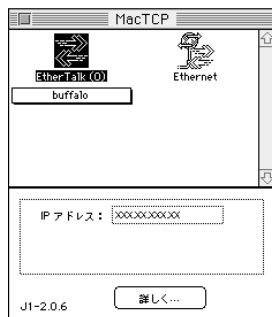 MacTCP
EtherTalk (0)
Ethernet
buffalo
IP アドレス： xxx.xxx.xxx.xx
詳しく...
J1-2.0.6